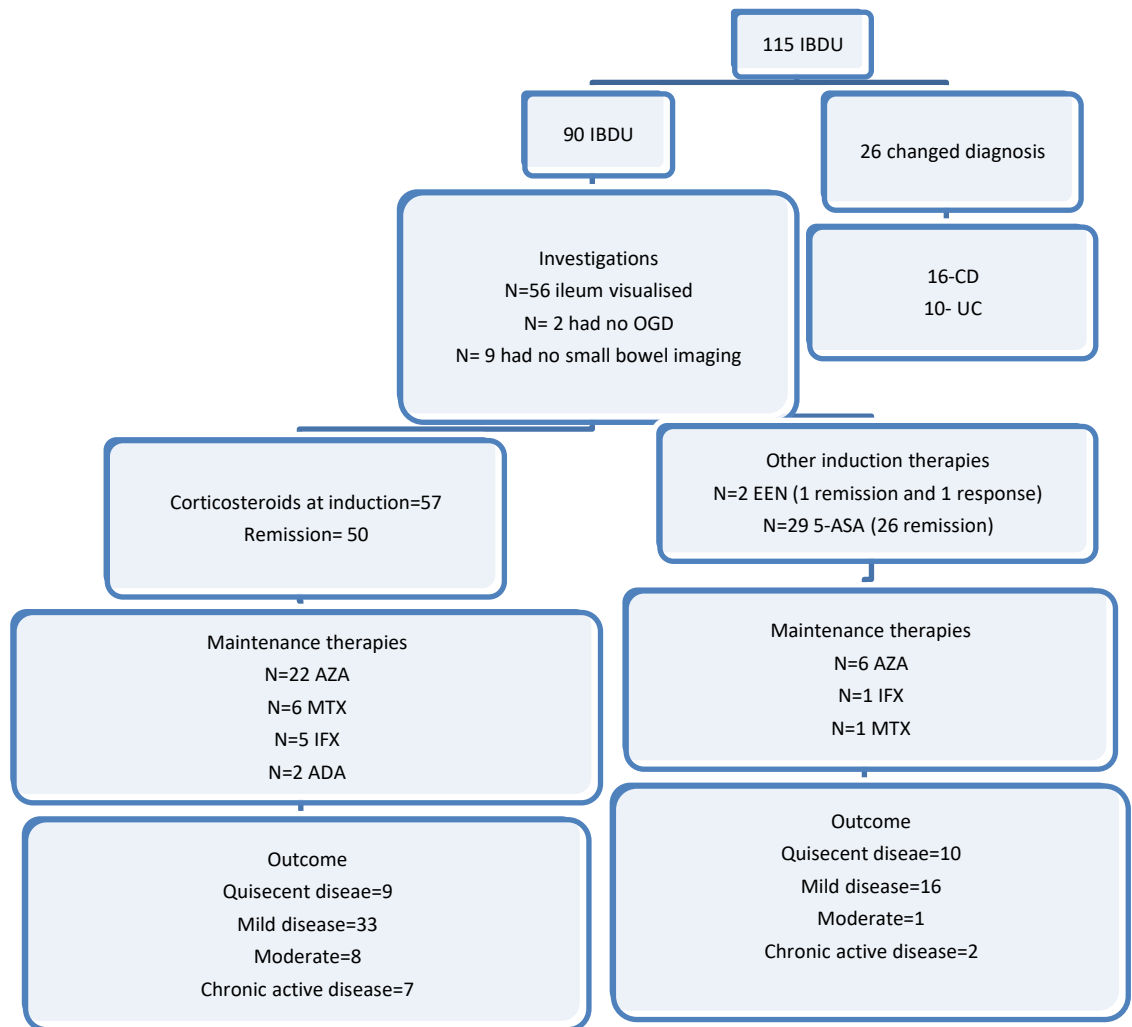 115 IBDU
90 IBDU
26 changed diagnosis
Investigations
N=56 ileum visualised
N= 2 had no OGD
N= 9 had no small bowel imaging
16-CD
10- UC
Corticosteroids at induction=57
Remission= 50
Other induction therapies
N=2 EEN (1 remission and 1 response)
N=29 5-ASA (26 remission)
Maintenance therapies
N=22 AZA
N=6 MTX
N=5 IFX
N=2 ADA
Maintenance therapies
N=6 AZA
N=1 IFX
N=1 MTX
Outcome
Quisecent diseae=9
Mild disease=33
Moderate=8
Chronic active disease=7
Outcome
Quisecent diseae=10
Mild disease=16
Moderate=1
Chronic active disease=2